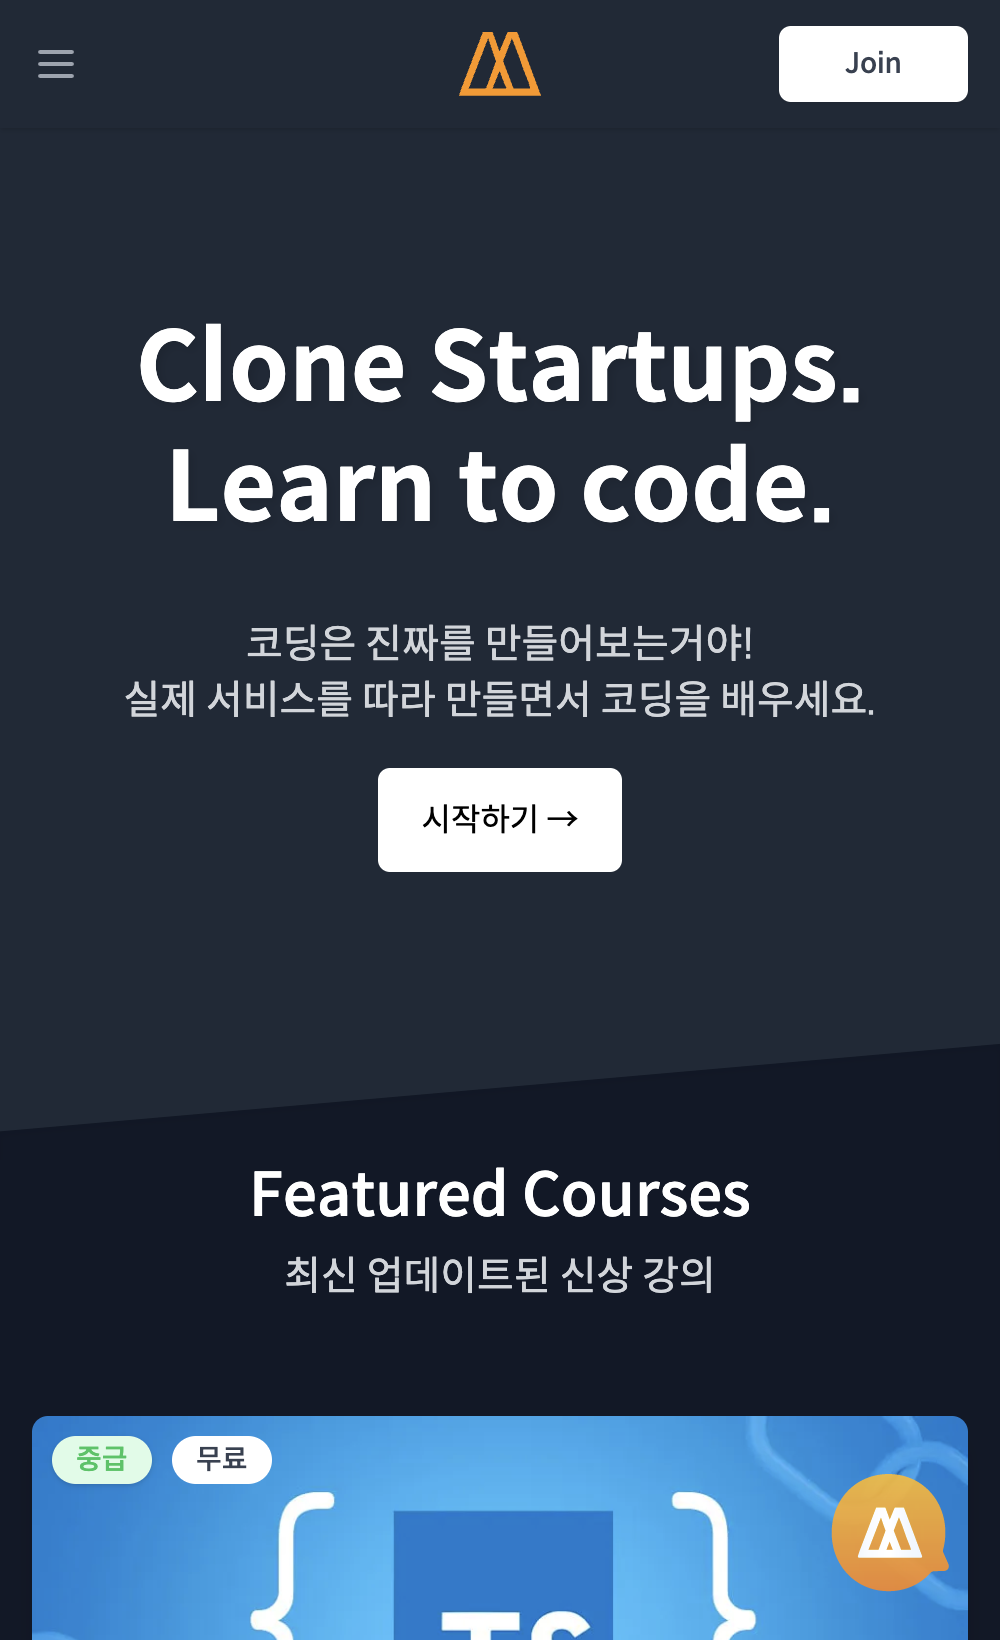 Join
Clone Startups.
Learn to code.
코딩은 진짜를 만들어보는거야!
실제 서비스를 따라 만들면서 코딩을 배우세요.
시작하기 →
Featured Courses
최신 업데이트된 신상 강의
중급
무료
{ }
TS